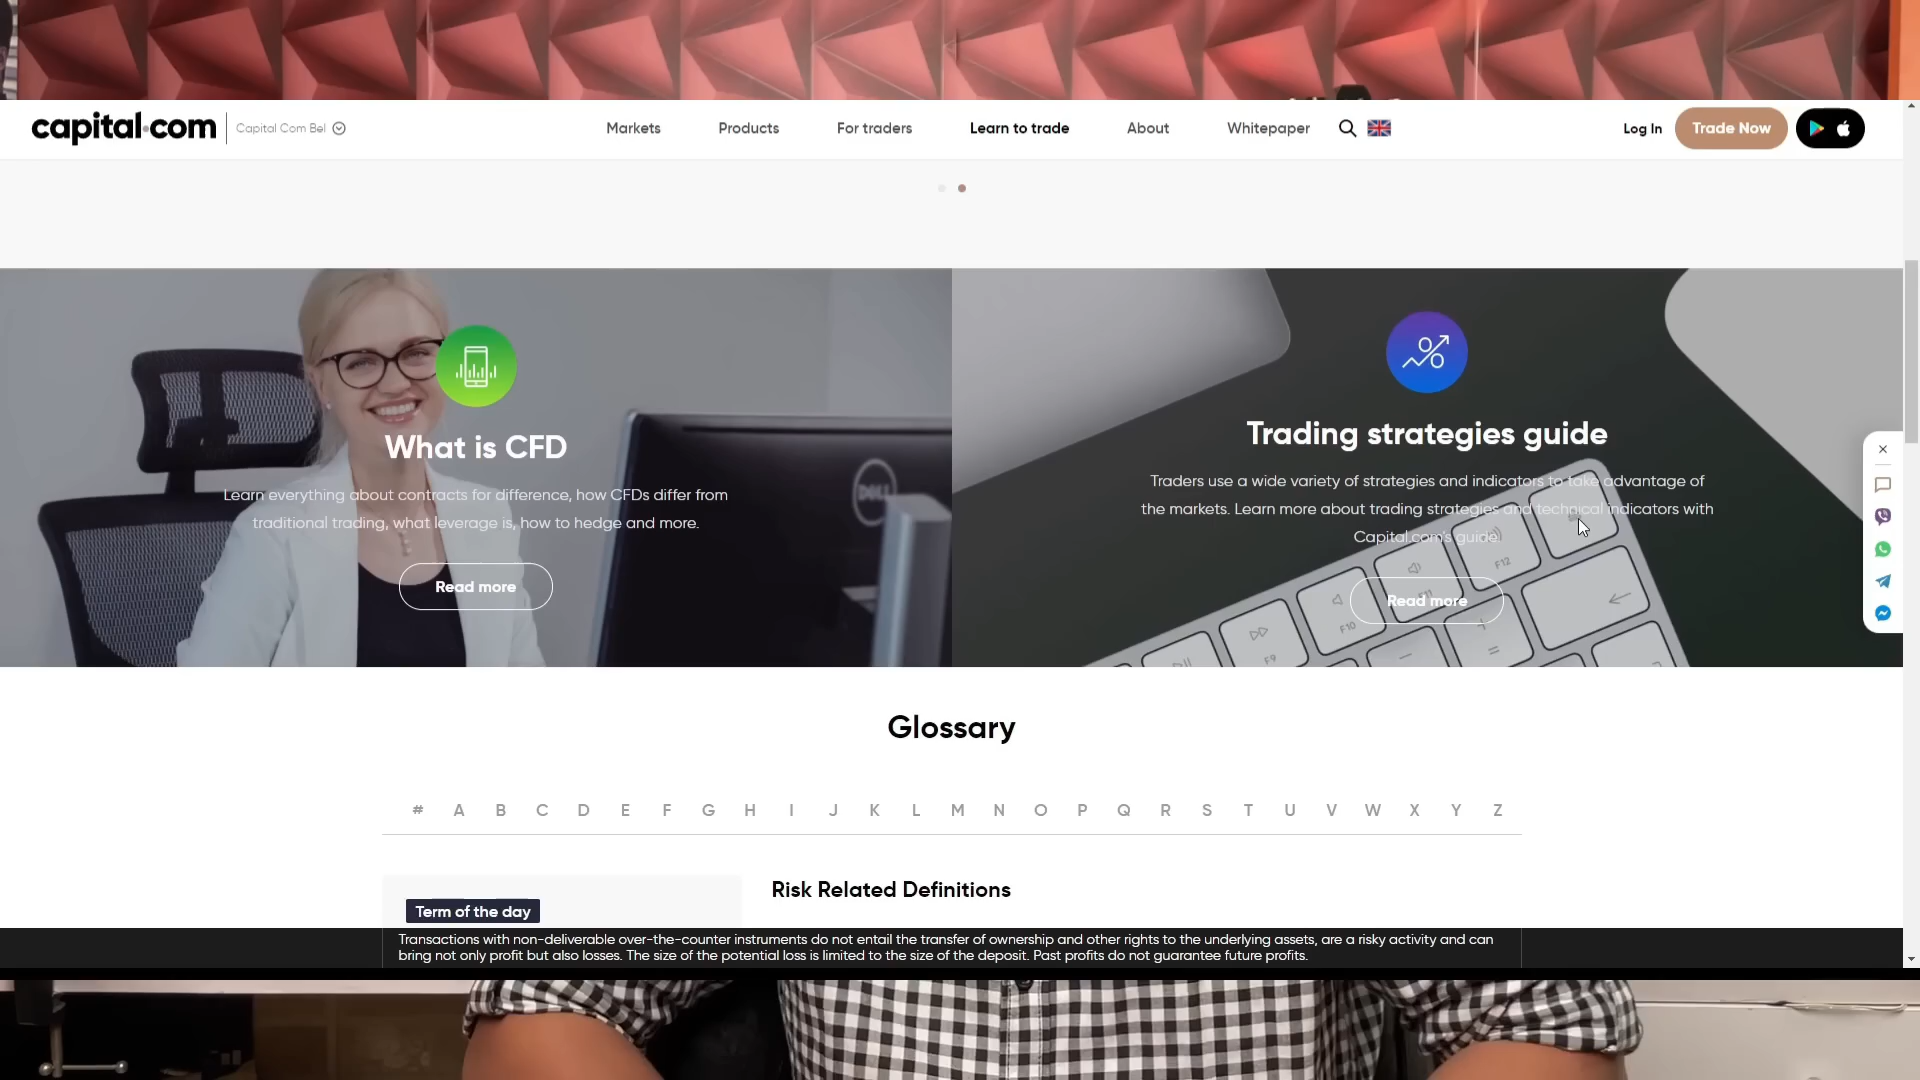 capital.com Capital Com Bel Markets Products For traders Learn to trade About Whitepaper Log In Trade Now
What is CFD
Learn everything about contracts for difference, how CFDs differ from
traditional trading, what leverage is, how to hedge and more.
Read more
DELL
Trading strategies guide
Traders use a wide variety of strategies and indicators to take advantage of
the markets. Learn more about trading strategies and technical indicators with
Capital.com's guide.
Read more
F12
F10
F9
Glossary
# A B C D E F G H I J K L M N O P Q R S T U V W X Y Z
Term of the day
Risk Related Definitions
Transactions with non-deliverable over-the-counter instruments do not entail the transfer of ownership and other rights to the underlying assets, are a risky activity and can
bring not only profit but also losses. The size of the potential loss is limited to the size of the deposit. Past profits do not guarantee future profits.